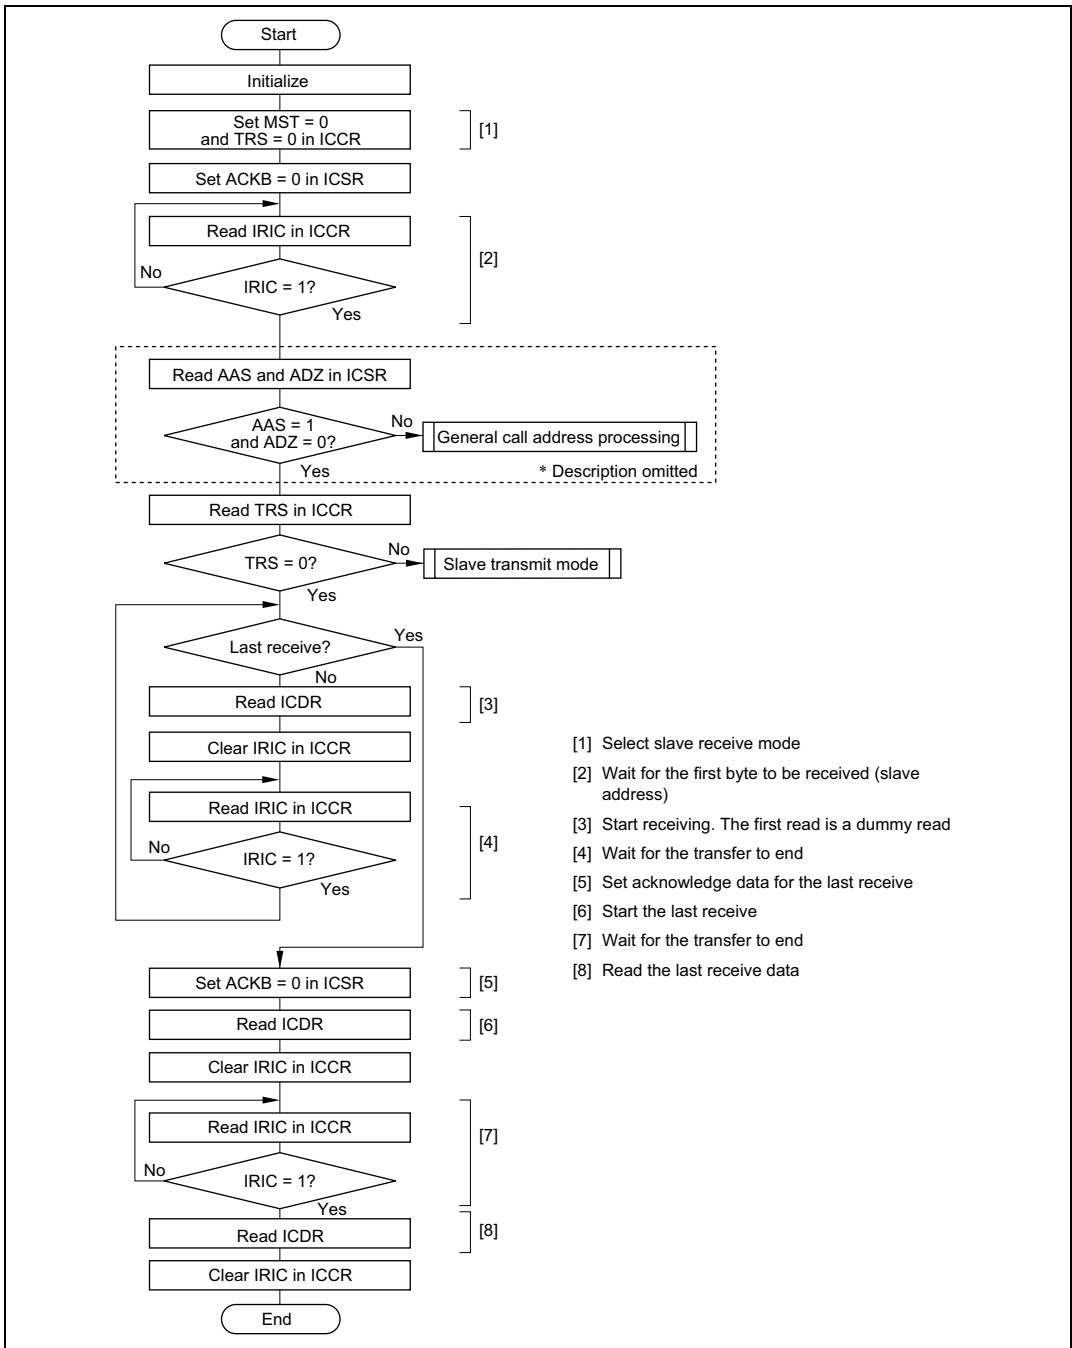 Start
Initialize
Set MST = 0
and TRS = 0 in ICCR
[1]
Set ACKB = 0 in ICSR
Read IRIC in ICCR
[2]
No
IRIC = 1?
Yes
Read AAS and ADZ in ICSR
AAS = 1
and ADZ = 0?
No
General call address processing
Yes
* Description omitted
Read TRS in ICCR
TRS = 0?
No
Slave transmit mode
Yes
Last receive?
Yes
No
Read ICDR
[3]
Clear IRIC in ICCR
Read IRIC in ICCR
[4]
No
IRIC = 1?
Yes
[1] Select slave receive mode
[2] Wait for the first byte to be received (slave
address)
[3] Start receiving. The first read is a dummy read
[4] Wait for the transfer to end
[5] Set acknowledge data for the last receive
[6] Start the last receive
[7] Wait for the transfer to end
[8] Read the last receive data
Set ACKB = 0 in ICSR
[5]
Read ICDR
[6]
Clear IRIC in ICCR
Read IRIC in ICCR
[7]
No
IRIC = 1?
Yes
Read ICDR
[8]
Clear IRIC in ICCR
End